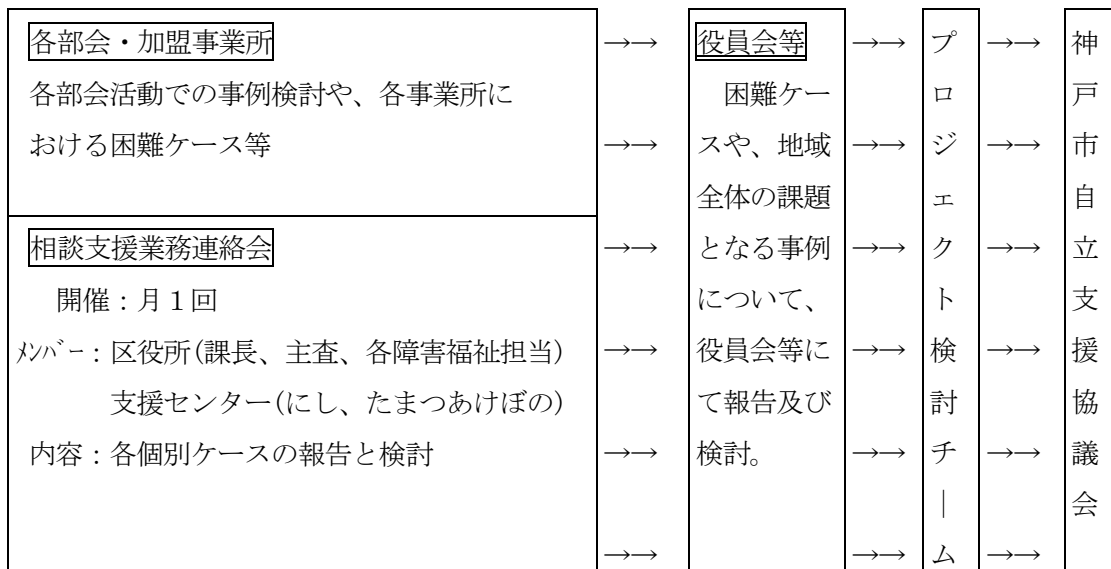 各部会・加盟事業所
各部会活動での事例検討や、各事業所に
おける困難ケース等
相談支援業務連絡会
開催:月1回
ﾒﾝﾊﾞｰ:区役所(課長、主査、各障害福祉担当)
支援センター(にし、たまつあけぼの)
内容:各個別ケースの報告と検討
→→
→→
→→
→→
→→
→→
役員会等
困難ケー
スや、地域
全体の課題
となる事例
について、
役員会等に
て報告及び
検討。
→→
→→
→→
→→
→→
→→
プロジェクト検討チーム
→→
→→
→→
→→
→→
→→
神戸市自立支援協議会